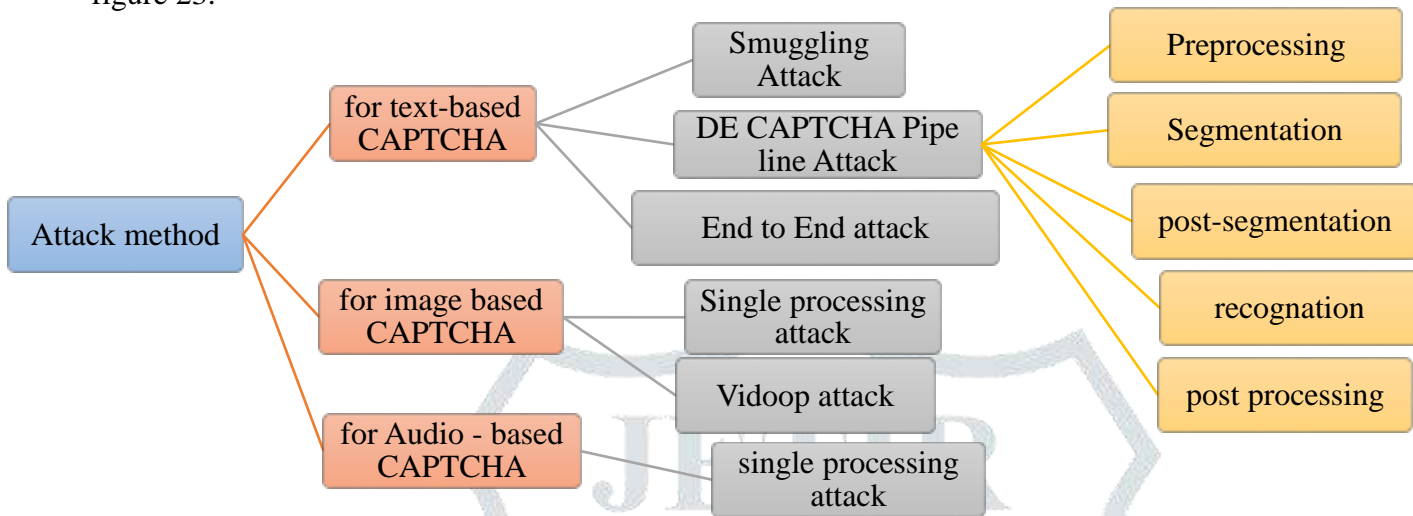 figure 23.
Attack method
for text-based
CAPTCHA
Smuggling
Attack
DE CAPTCHA Pipe
line Attack
Preprocessing
Segmentation
post-segmentation
recognation
post processing
End to End attack
for image based
CAPTCHA
Single processing
attack
Vidoop attack
for Audio - based
CAPTCHA
single processing
attack
JETIR